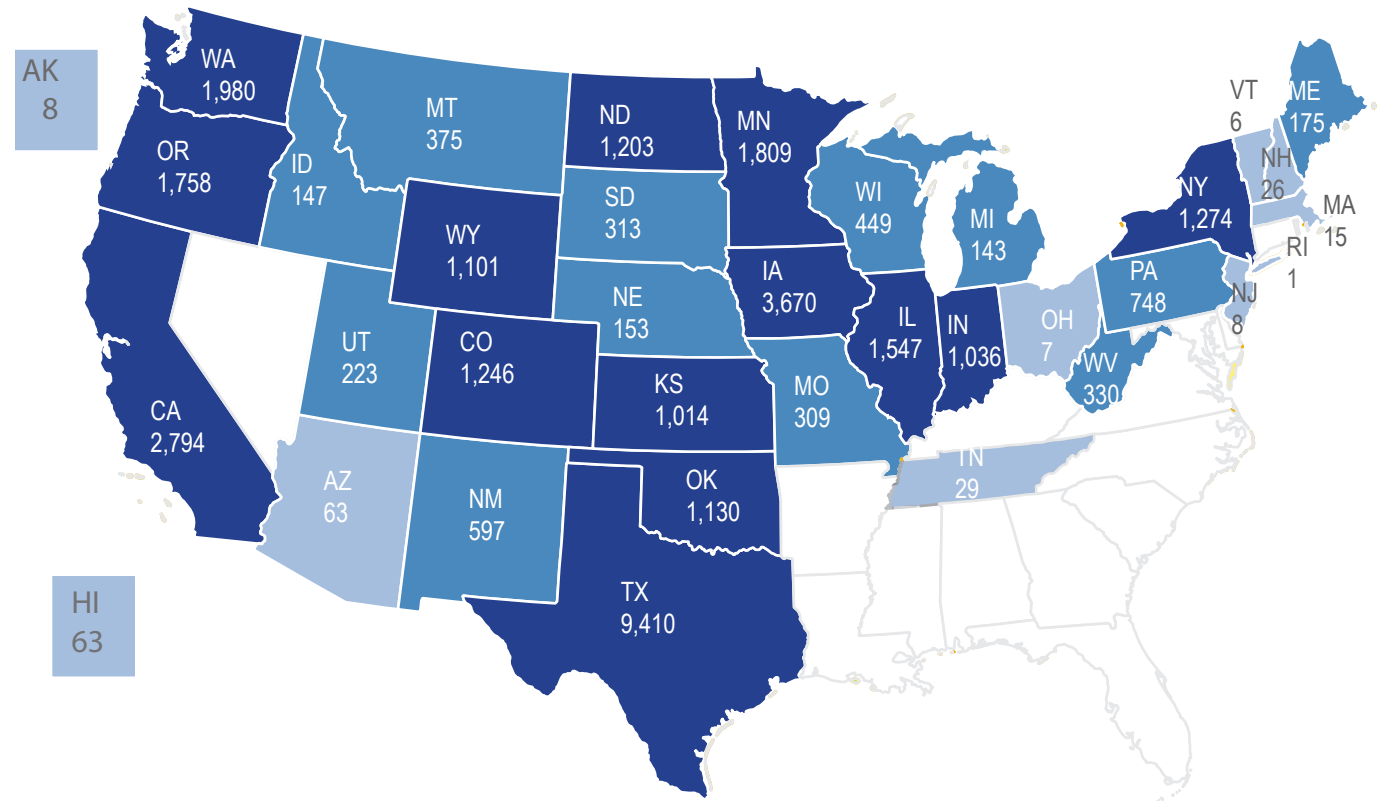 AK
8
WA
1,980
OR
1,758
ID
147
MT
375
ND
1,203
MN
1,809
VT
6
ME
175
NH
26
MA
15
RI
1
NY
1,274
WI
449
MI
143
SD
313
WY
1,101
IA
3,670
NE
153
PA
748
NJ
8
OH
7
IL
1,547
IN
1,036
WV
330
UT
223
CO
1,246
KS
1,014
MO
309
CA
2,794
AZ
63
NM
597
OK
1,130
TN
29
TX
9,410
HI
63